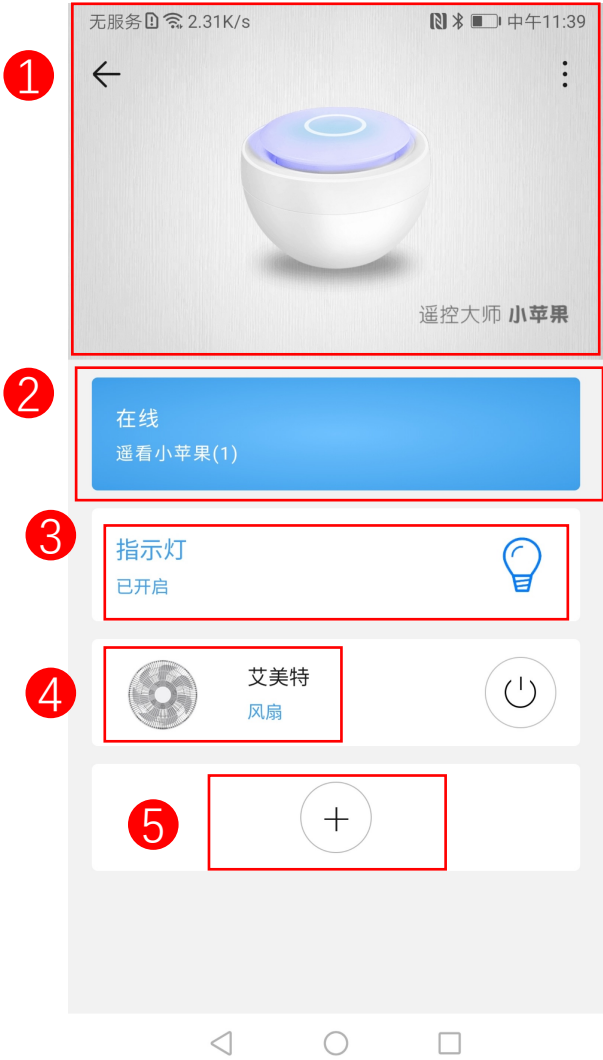 无服务 2.31K/s 中午11:39
1
遥控大师 小苹果
2
在线
遥看小苹果(1)
3
指示灯
已开启
4
艾美特
风扇
5